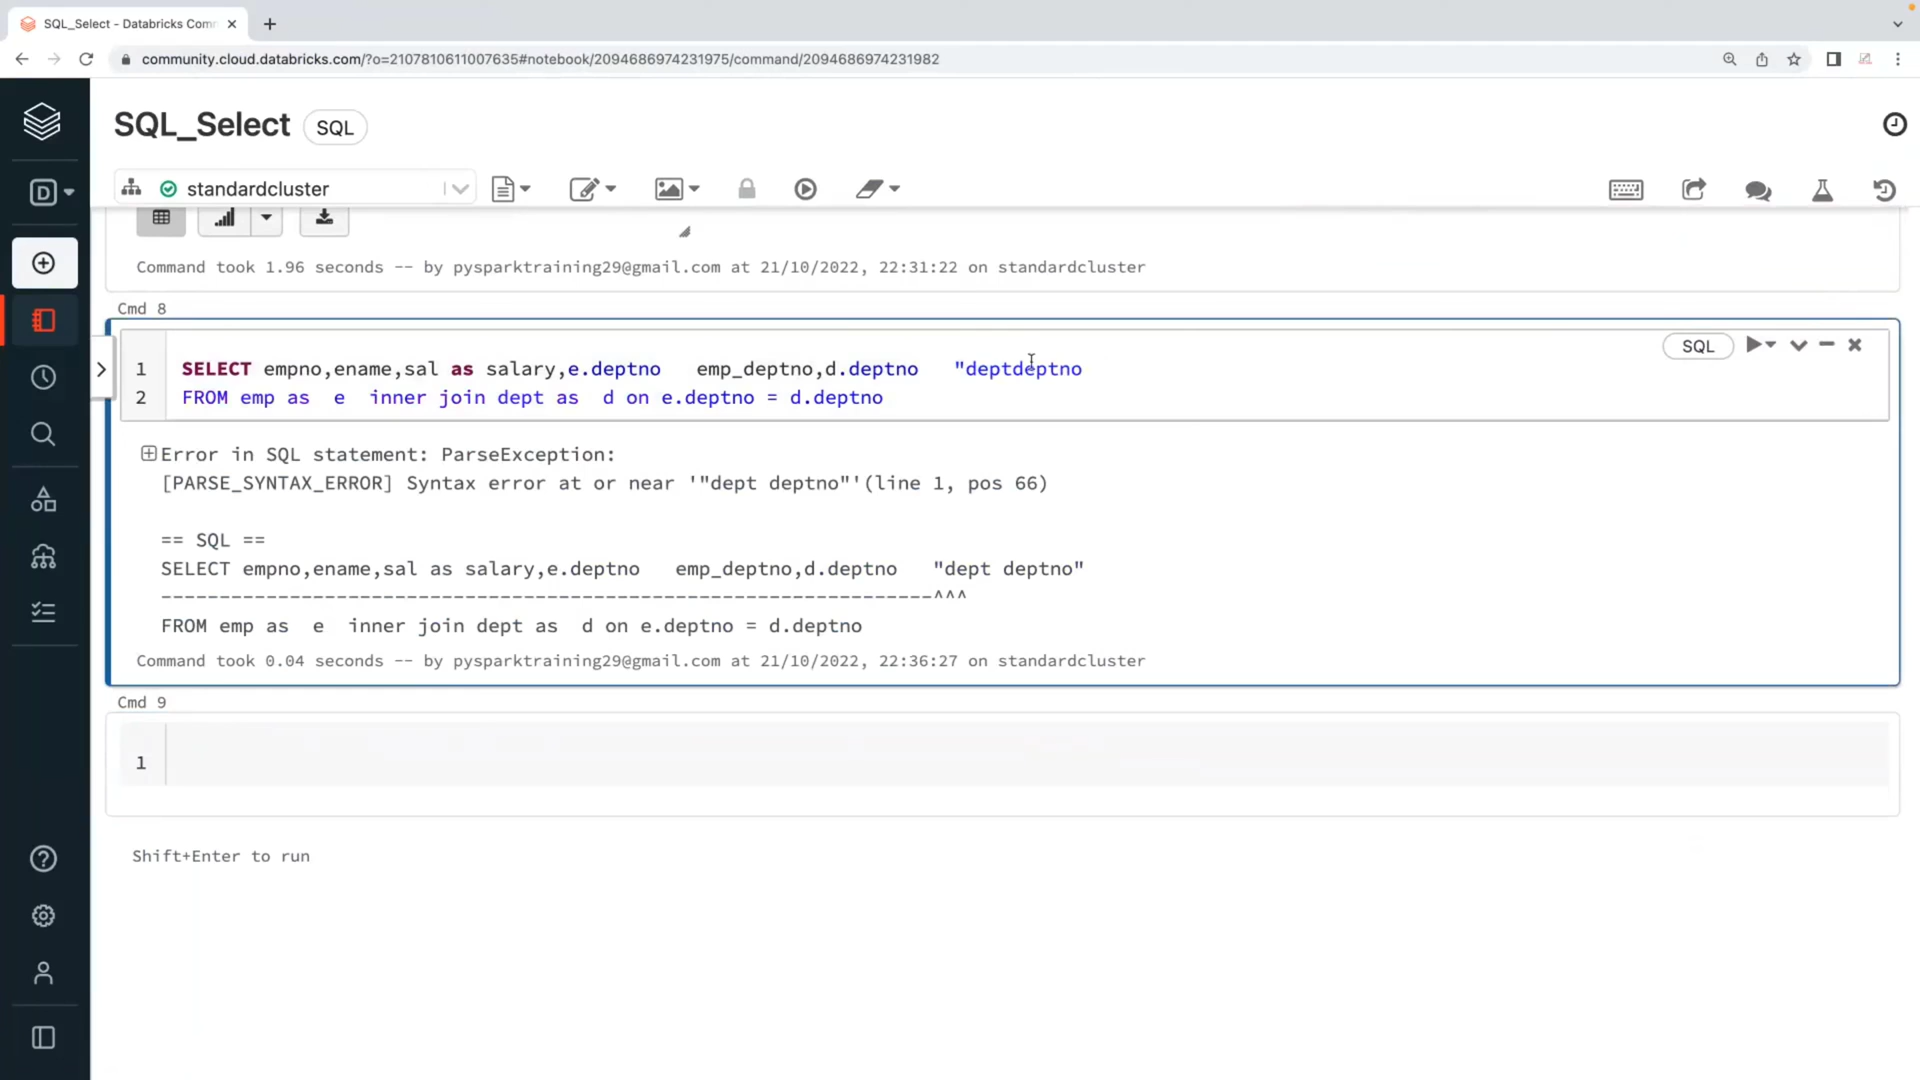 SQL_Select - Databricks Comm
community.cloud.databricks.com/?o=2107810611007635#notebook/2094686974231975/command/2094686974231982
SQL_Select SQL
D standardcluster
Command took 1.96 seconds -- by pysparktraining29@gmail.com at 21/10/2022, 22:31:22 on standardcluster
Cmd 8
SQL
1 SELECT empno,ename,sal as salary,e.deptno   emp_deptno,d.deptno   "deptdeptno
2 FROM emp as  e  inner join dept as  d on e.deptno = d.deptno
Error in SQL statement: ParseException:
[PARSE_SYNTAX_ERROR] Syntax error at or near '"dept deptno"'(line 1, pos 66)
== SQL ==
SELECT empno,ename,sal as salary,e.deptno   emp_deptno,d.deptno   "dept deptno"
------------------------------------------------------------------^^^
FROM emp as  e  inner join dept as  d on e.deptno = d.deptno
Command took 0.04 seconds -- by pysparktraining29@gmail.com at 21/10/2022, 22:36:27 on standardcluster
Cmd 9
1
Shift+Enter to run